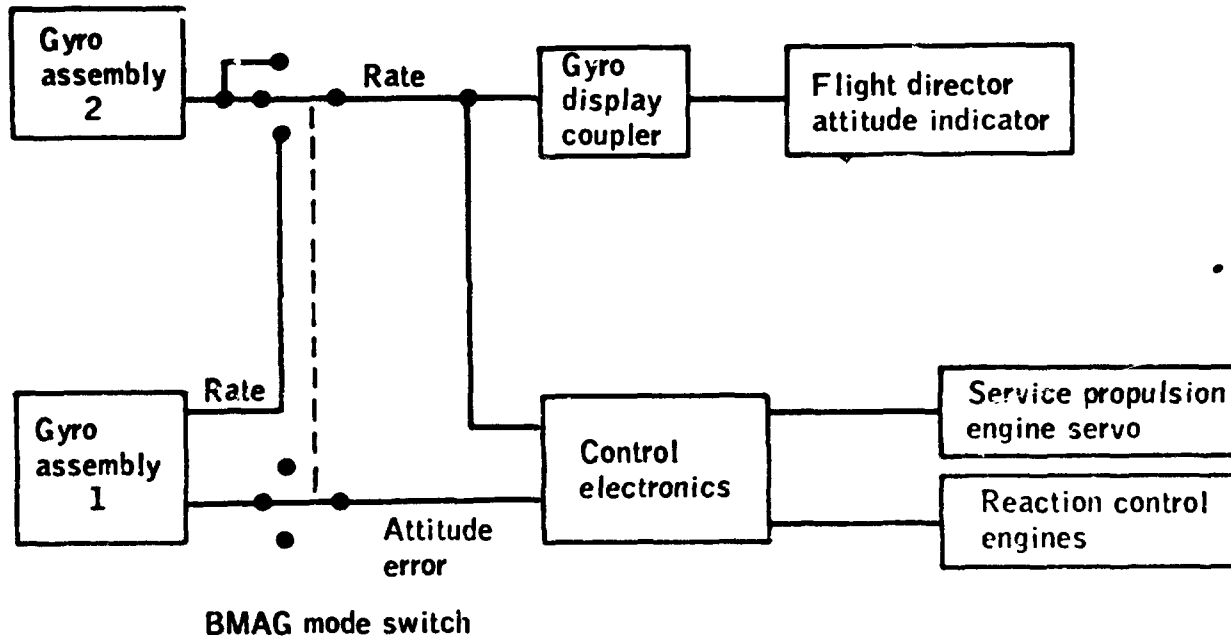 Gyro
assembly
2
Rate
Gyro
display
coupler
Flight director
attitude indicator
Rate
Gyro
assembly
1
Attitude
error
Control
electronics
Service propulsion
engine servo
Reaction control
engines
BMAG mode switch